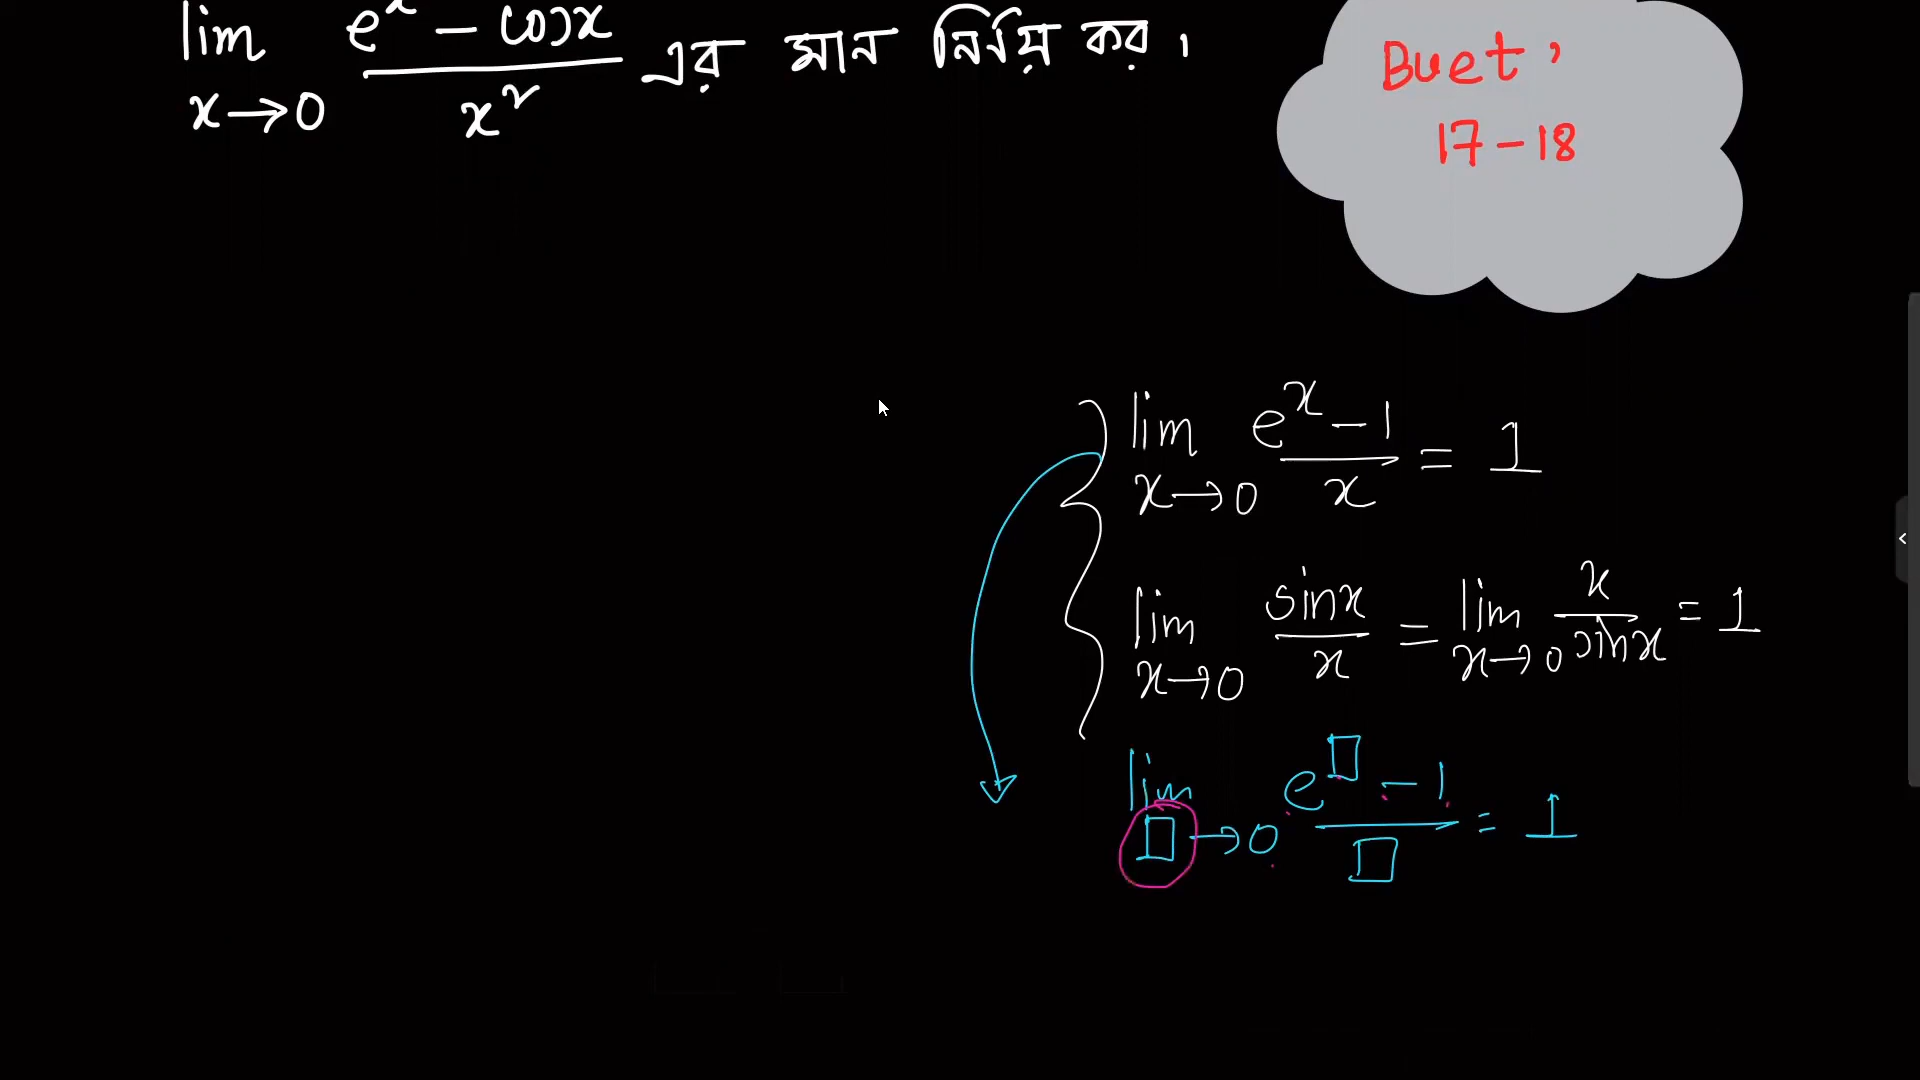 lim e^x - cosx / x^২ এর মান নির্ণয় কর।
x→0
Buet,
17-18
lim e^x - 1 / x = 1
x→0
lim sinx / x = lim x / sinx = 1
x→0 x→0
lim e^□ - 1 / □ = 1
□→0